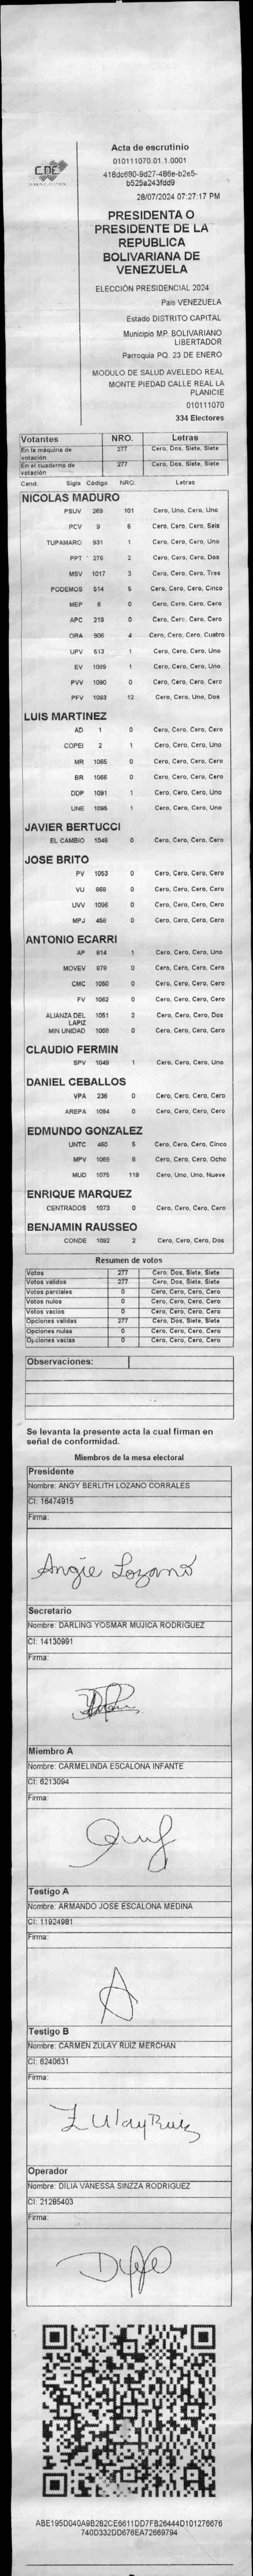 CNE
Acta de escrutinio
010111070.01.1.0001
418dc680-9d27-486e-b2e5-
b525a243fdd9
28/07/2024 07:27:17 PM
PRESIDENTA O
PRESIDENTE DE LA
REPUBLICA
BOLIVARIANA DE
VENEZUELA
ELECCIÓN PRESIDENCIAL 2024
Pais VENEZUELA
Estado DISTRITO CAPITAL
Municipio MP. BOLIVARIANO
LIBERTADOR
Parroquia PQ. 23 DE ENERO
MODULO DE SALUD AVELEDO REAL
MONTE PIEDAD CALLE REAL LA
PLANICIE
010111070
334 Electores
Votantes NRO. Letras
En la máquina de votación 277 Cero, Dos, Siete, Siete
En el cuaderno de votación 277 Cero, Dos, Siete, Siete
Cand. Sigla Código NRO. Letras
NICOLAS MADURO
PSUV 269 101 Cero, Uno, Cero, Uno
PCV 9 6 Cero, Cero, Cero, Seis
TUPAMARO 931 1 Cero, Cero, Cero, Uno
PPT 276 2 Cero, Cero, Cero, Dos
MSV 1017 3 Cero, Cero, Cero, Tres
PODEMOS 514 5 Cero, Cero, Cero, Cinco
MEP 6 0 Cero, Cero, Cero, Cero
APC 219 0 Cero, Cero, Cero, Cero
ORA 906 4 Cero, Cero, Cero, Cuatro
UPV 513 1 Cero, Cero, Cero, Uno
EV 1089 1 Cero, Cero, Cero, Uno
PVV 1090 0 Cero, Cero, Cero, Cero
PFV 1093 12 Cero, Cero, Uno, Dos
LUIS MARTINEZ
AD 1 0 Cero, Cero, Cero, Cero
COPEI 2 1 Cero, Cero, Cero, Uno
MR 1065 0 Cero, Cero, Cero, Cero
BR 1066 0 Cero, Cero, Cero, Cero
DDP 1091 1 Cero, Cero, Cero, Uno
UNE 1095 1 Cero, Cero, Cero, Uno
JAVIER BERTUCCI
EL CAMBIO 1048 0 Cero, Cero, Cero, Cero
JOSE BRITO
PV 1053 0 Cero, Cero, Cero, Cero
VU 868 0 Cero, Cero, Cero, Cero
UVV 1096 0 Cero, Cero, Cero, Cero
MPJ 458 0 Cero, Cero, Cero, Cero
ANTONIO ECARRI
AP 814 1 Cero, Cero, Cero, Uno
MOVEV 879 0 Cero, Cero, Cero, Cero
CMC 1050 0 Cero, Cero, Cero, Cero
FV 1062 0 Cero, Cero, Cero, Cero
ALIANZA DEL LAPIZ 1051 2 Cero, Cero, Cero, Dos
MIN UNIDAD 1068 0 Cero, Cero, Cero, Cero
CLAUDIO FERMIN
SPV 1049 1 Cero, Cero, Cero, Uno
DANIEL CEBALLOS
VPA 236 0 Cero, Cero, Cero, Cero
AREPA 1094 0 Cero, Cero, Cero, Cero
EDMUNDO GONZALEZ
UNTC 460 5 Cero, Cero, Cero, Cinco
MPV 1069 8 Cero, Cero, Cero, Ocho
MUD 1075 119 Cero, Uno, Uno, Nueve
ENRIQUE MARQUEZ
CENTRADOS 1073 0 Cero, Cero, Cero, Cero
BENJAMIN RAUSSEO
CONDE 1092 2 Cero, Cero, Cero, Dos
Resumen de votos
Votos 277 Cero, Dos, Siete, Siete
Votos validos 277 Cero, Dos, Siete, Siete
Votos parciales 0 Cero, Cero, Cero, Cero
Votos nulos 0 Cero, Cero, Cero, Cero
Votos vacios 0 Cero, Cero, Cero, Cero
Opciones validas 277 Cero, Dos, Siete, Siete
Opciones nulas 0 Cero, Cero, Cero, Cero
Opciones vacias 0 Cero, Cero, Cero, Cero
Observaciones:
Se levanta la presente acta la cual firman en
señal de conformidad.
Miembros de la mesa electoral
Presidente
Nombre: ANGY BERLITH LOZANO CORRALES
CI: 16474915
Firma:
Angie Lozano
Secretario
Nombre: DARLING YOSMAR MUJICA RODRIGUEZ
CI: 14130991
Firma:
Miembro A
Nombre: CARMELINDA ESCALONA INFANTE
CI: 6213094
Firma:
Testigo A
Nombre: ARMANDO JOSE ESCALONA MEDINA
CI: 11924981
Firma:
Testigo B
Nombre: CARMEN ZULAY RUIZ MERCHAN
CI: 6240631
Firma:
Zulay Ruiz
Operador
Nombre: DILIA VANESSA SINZZA RODRIGUEZ
CI: 21285403
Firma:
ABE195D040A9B282CE6611DD7FB26444D101276676
740D332DD676EA72669794